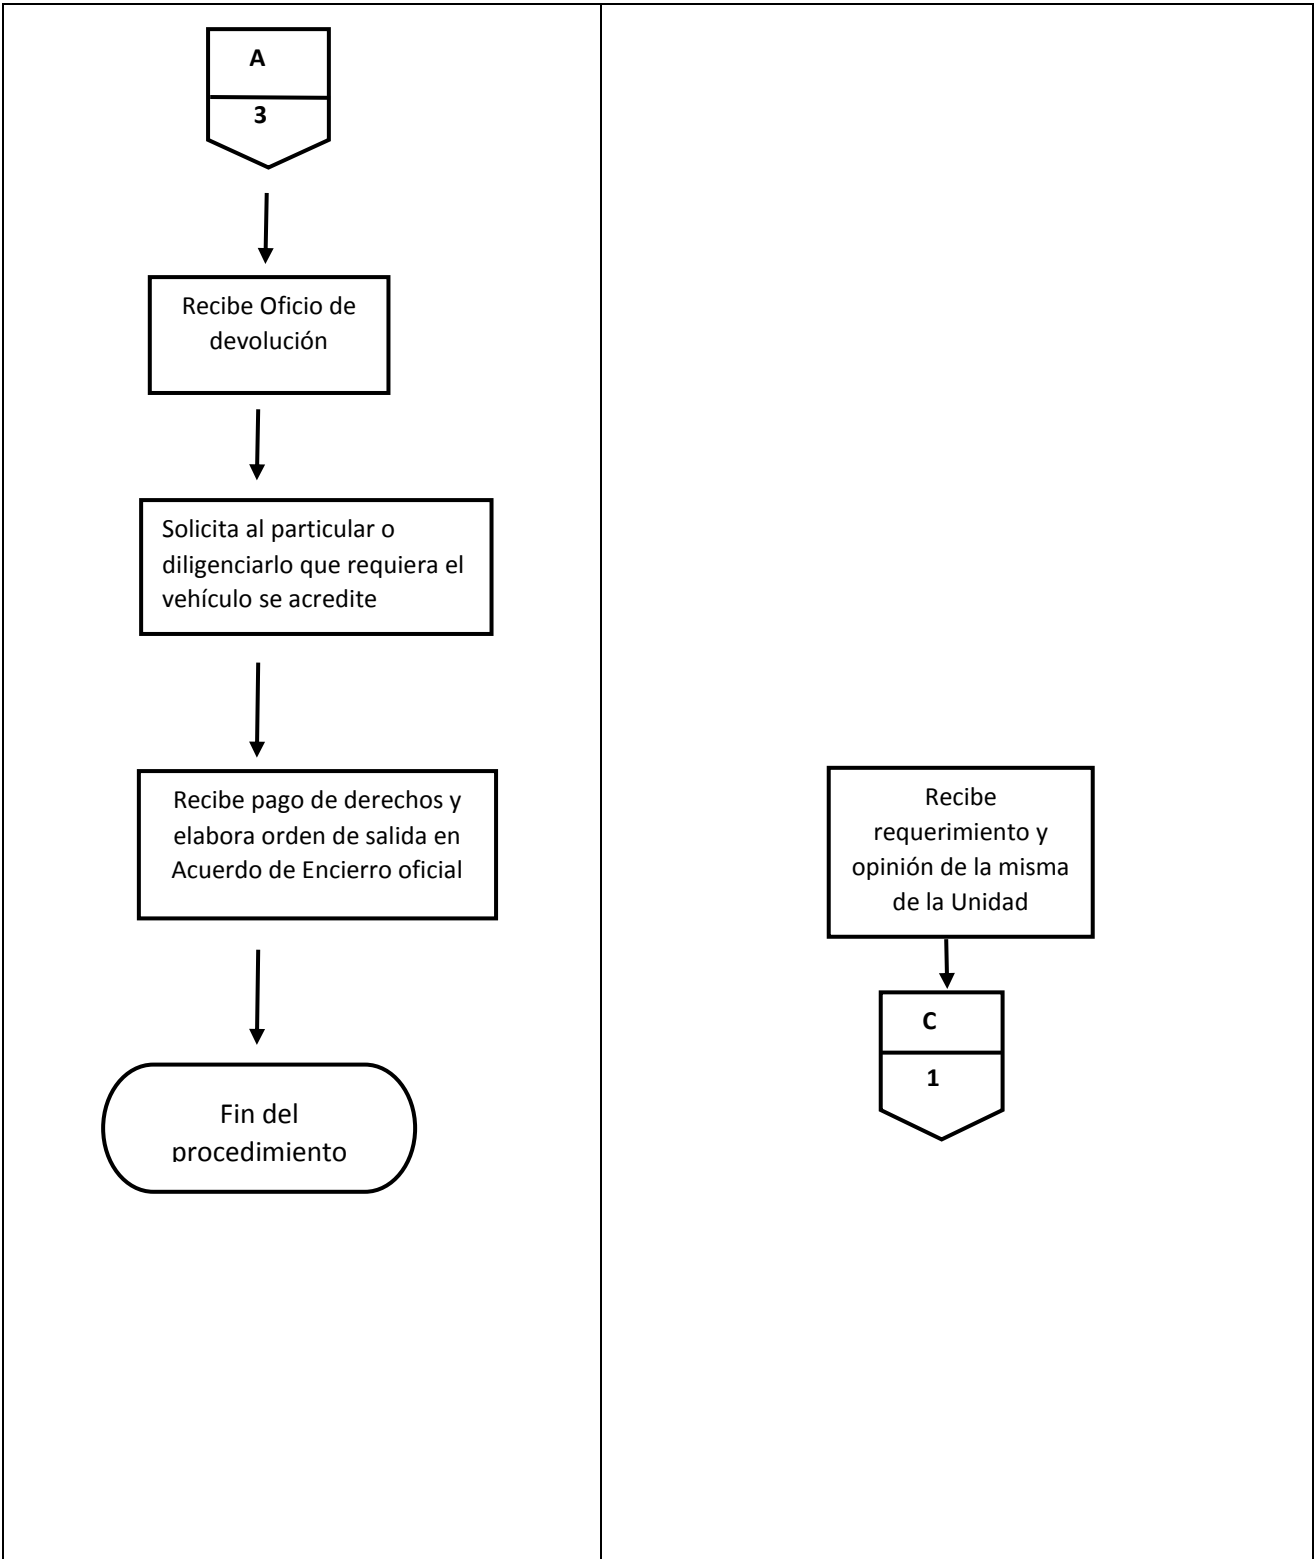 A
3
Recibe Oficio de
devolución
Solicita al particular o
diligenciarlo que requiera el
vehículo se acredite
Recibe pago de derechos y
elabora orden de salida en
Acuerdo de Encierro oficial
Fin del
procedimiento
Recibe
requerimiento y
opinión de la misma
de la Unidad
C
1